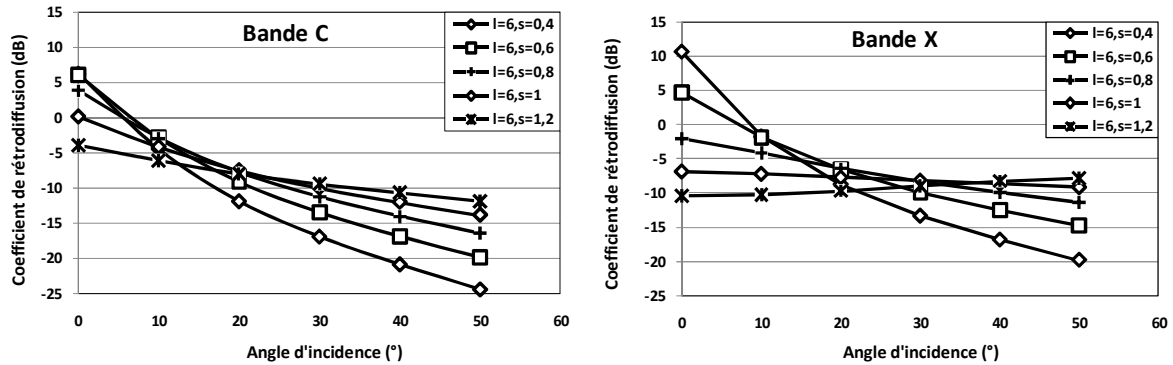 Bande C
Coefficient de rétrodiffusion (dB)
15
10
5
0
-5
-10
-15
-20
-25
0 10 20 30 40 50 60
Angle d'incidence (°)
l=6,s=0,4
l=6,s=0,6
l=6,s=0,8
l=6,s=1
l=6,s=1,2
Bande X
Coefficient de rétrodiffusion (dB)
15
10
5
0
-5
-10
-15
-20
-25
0 10 20 30 40 50 60
Angle d'incidence (°)
l=6,s=0,4
l=6,s=0,6
l=6,s=0,8
l=6,s=1
l=6,s=1,2